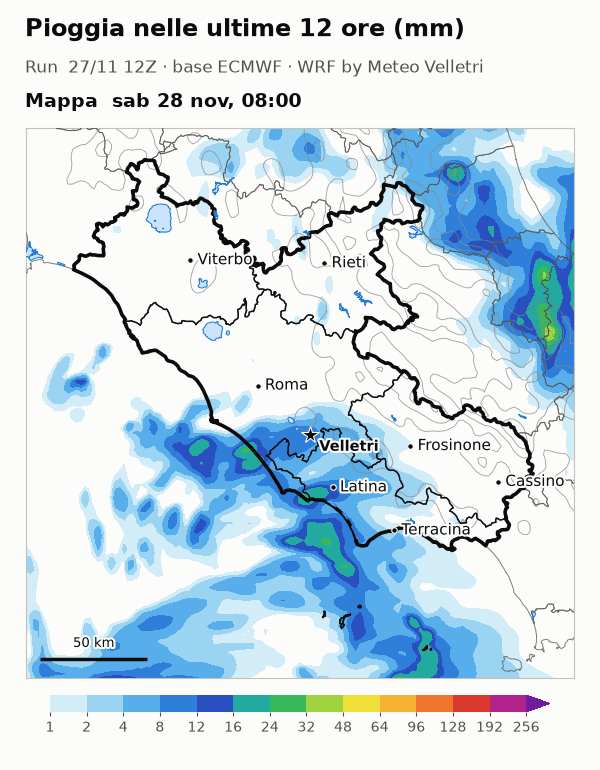 Pioggia nelle ultime 12 ore (mm)
Run  27/11 12Z · base ECMWF · WRF by Meteo Velletri
Mappa  sab 28 nov, 08:00
Viterbo
Rieti
Roma
Velletri
Frosinone
Latina
Cassino
Terracina
50 km
1 2 4 8 12 16 24 32 48 64 96 128 192 256